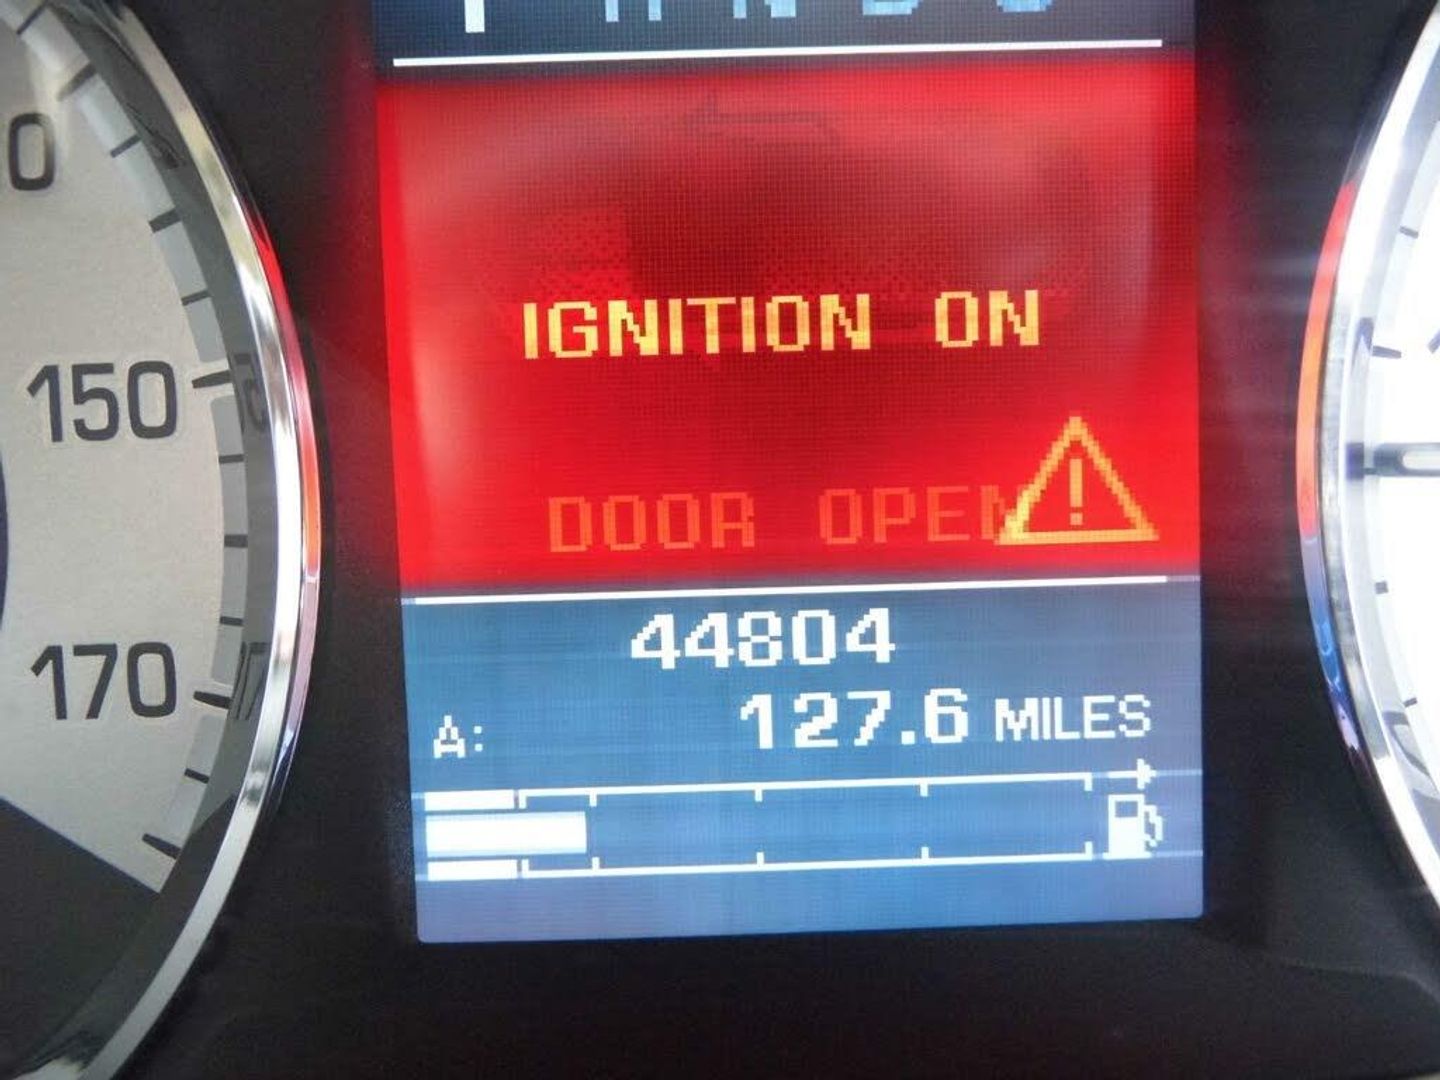 IGNITION ON
DOOR OPEN
44804
A: 127.6 MILES
150
170